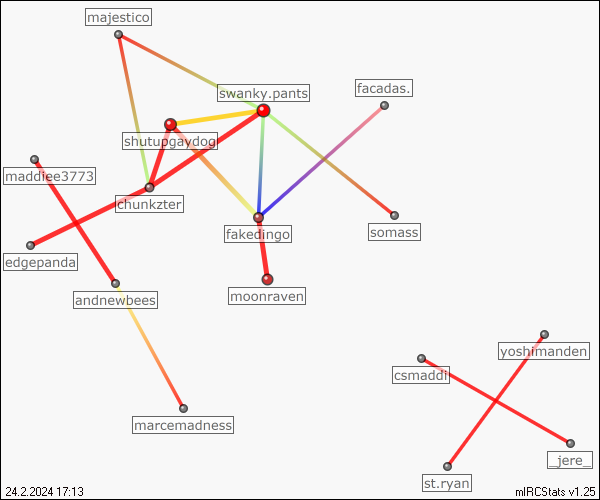 majestico
swanky.pants
facadas.
shutupgaydog
maddiee3773
chunkzter
fakedingo
somass
edgepanda
andnewbees
moonraven
yoshimanden
csmaddi
marcemadness
_jere_
st.ryan
24.2.2024 17:13
mIRCStats v1.25